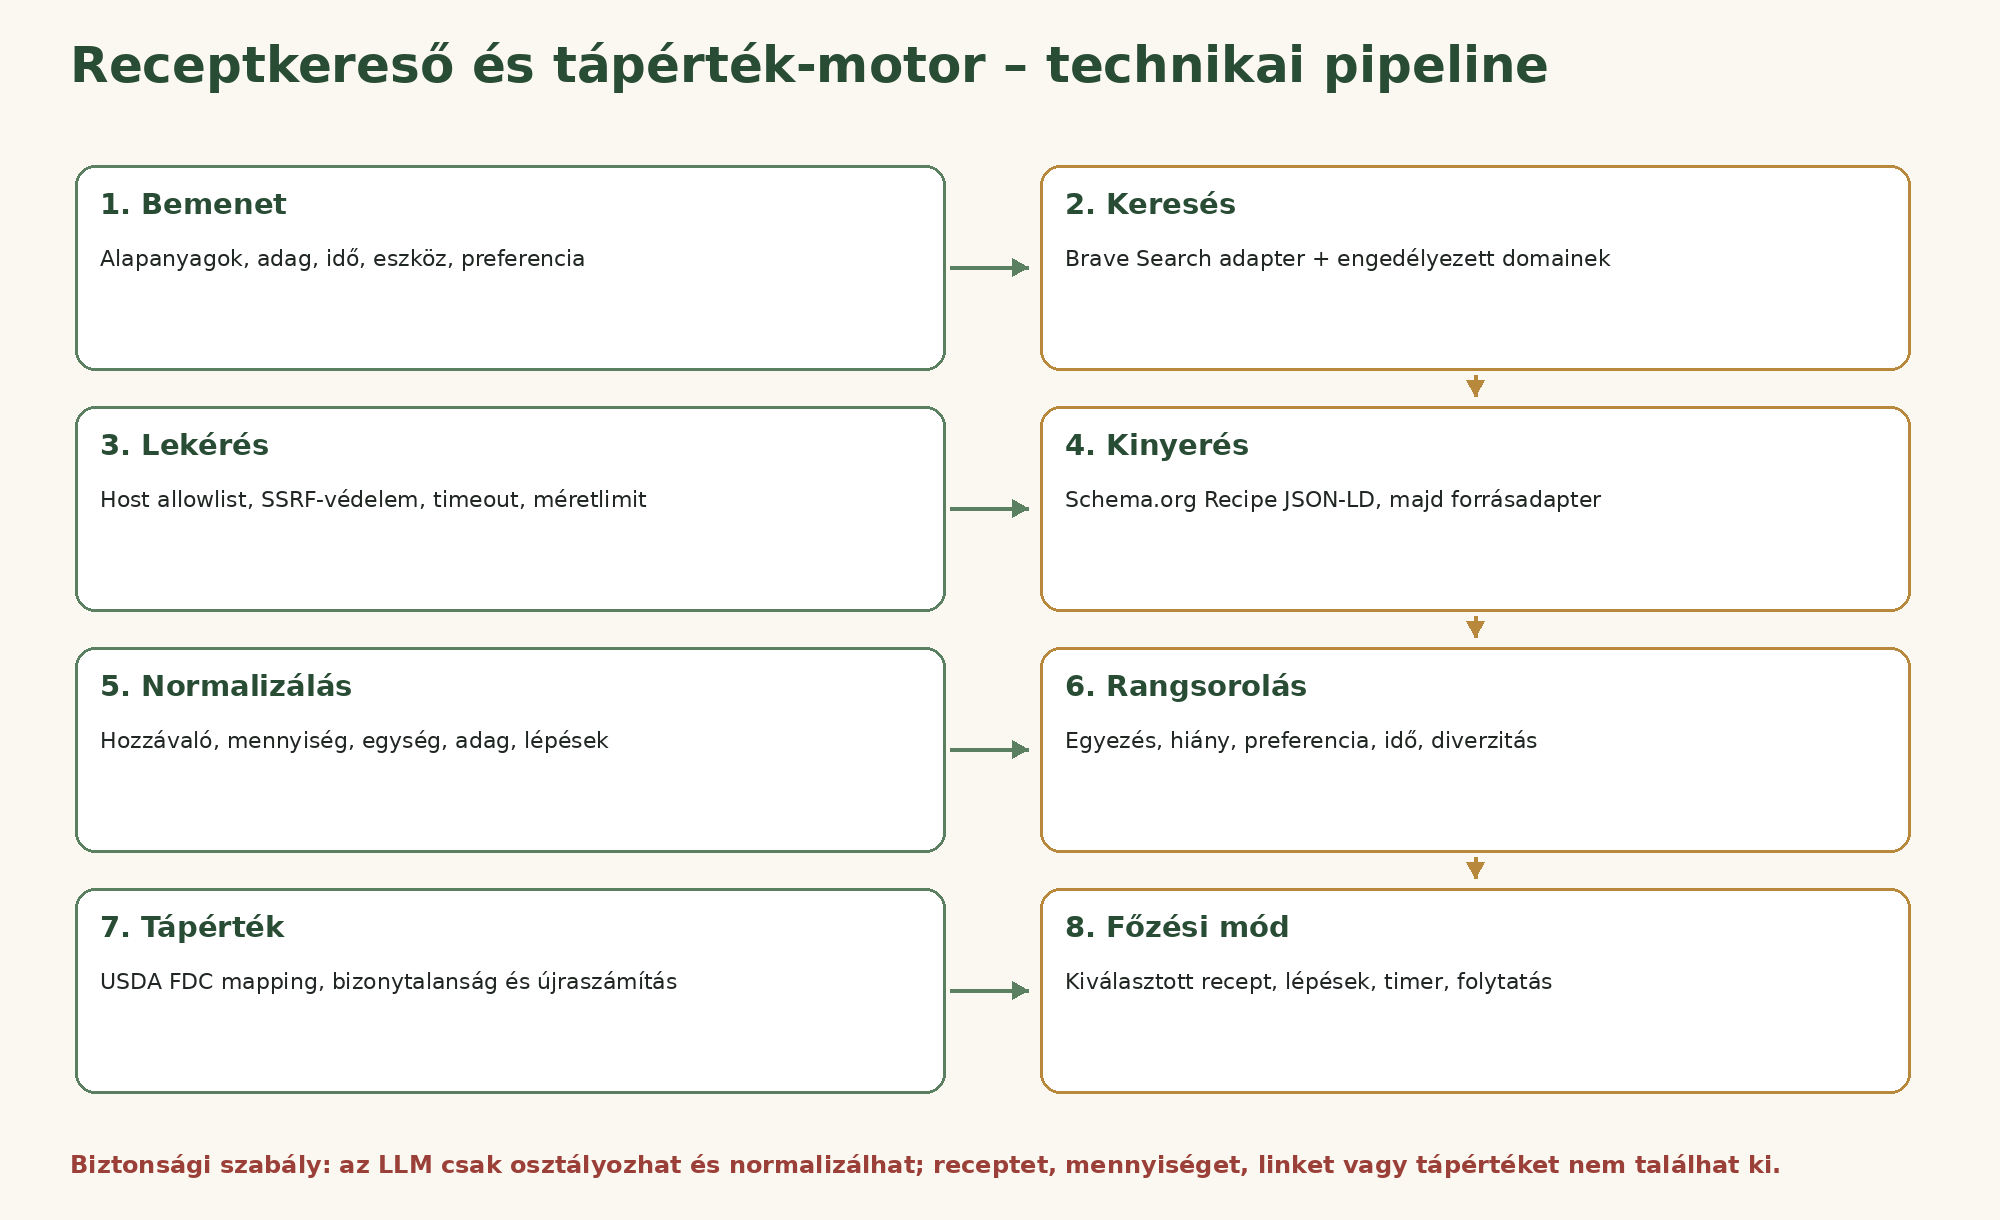 Receptkereső és tápérték-motor – technikai pipeline
1. Bemenet
Alapanyagok, adag, idő, eszköz, preferencia
2. Keresés
Brave Search adapter + engedélyezett domainek
3. Lekérés
Host allowlist, SSRF-védelem, timeout, méretlimit
4. Kinyerés
Schema.org Recipe JSON-LD, majd forrásadapter
5. Normalizálás
Hozzávaló, mennyiség, egység, adag, lépések
6. Rangsorolás
Egyezés, hiány, preferencia, idő, diverzitás
7. Tápérték
USDA FDC mapping, bizonytalanság és újraszámítás
8. Főzési mód
Kiválasztott recept, lépések, timer, folytatás
Biztonsági szabály: az LLM csak osztályozhat és normalizálhat; receptet, mennyiséget, linket vagy tápértéket nem találhat ki.